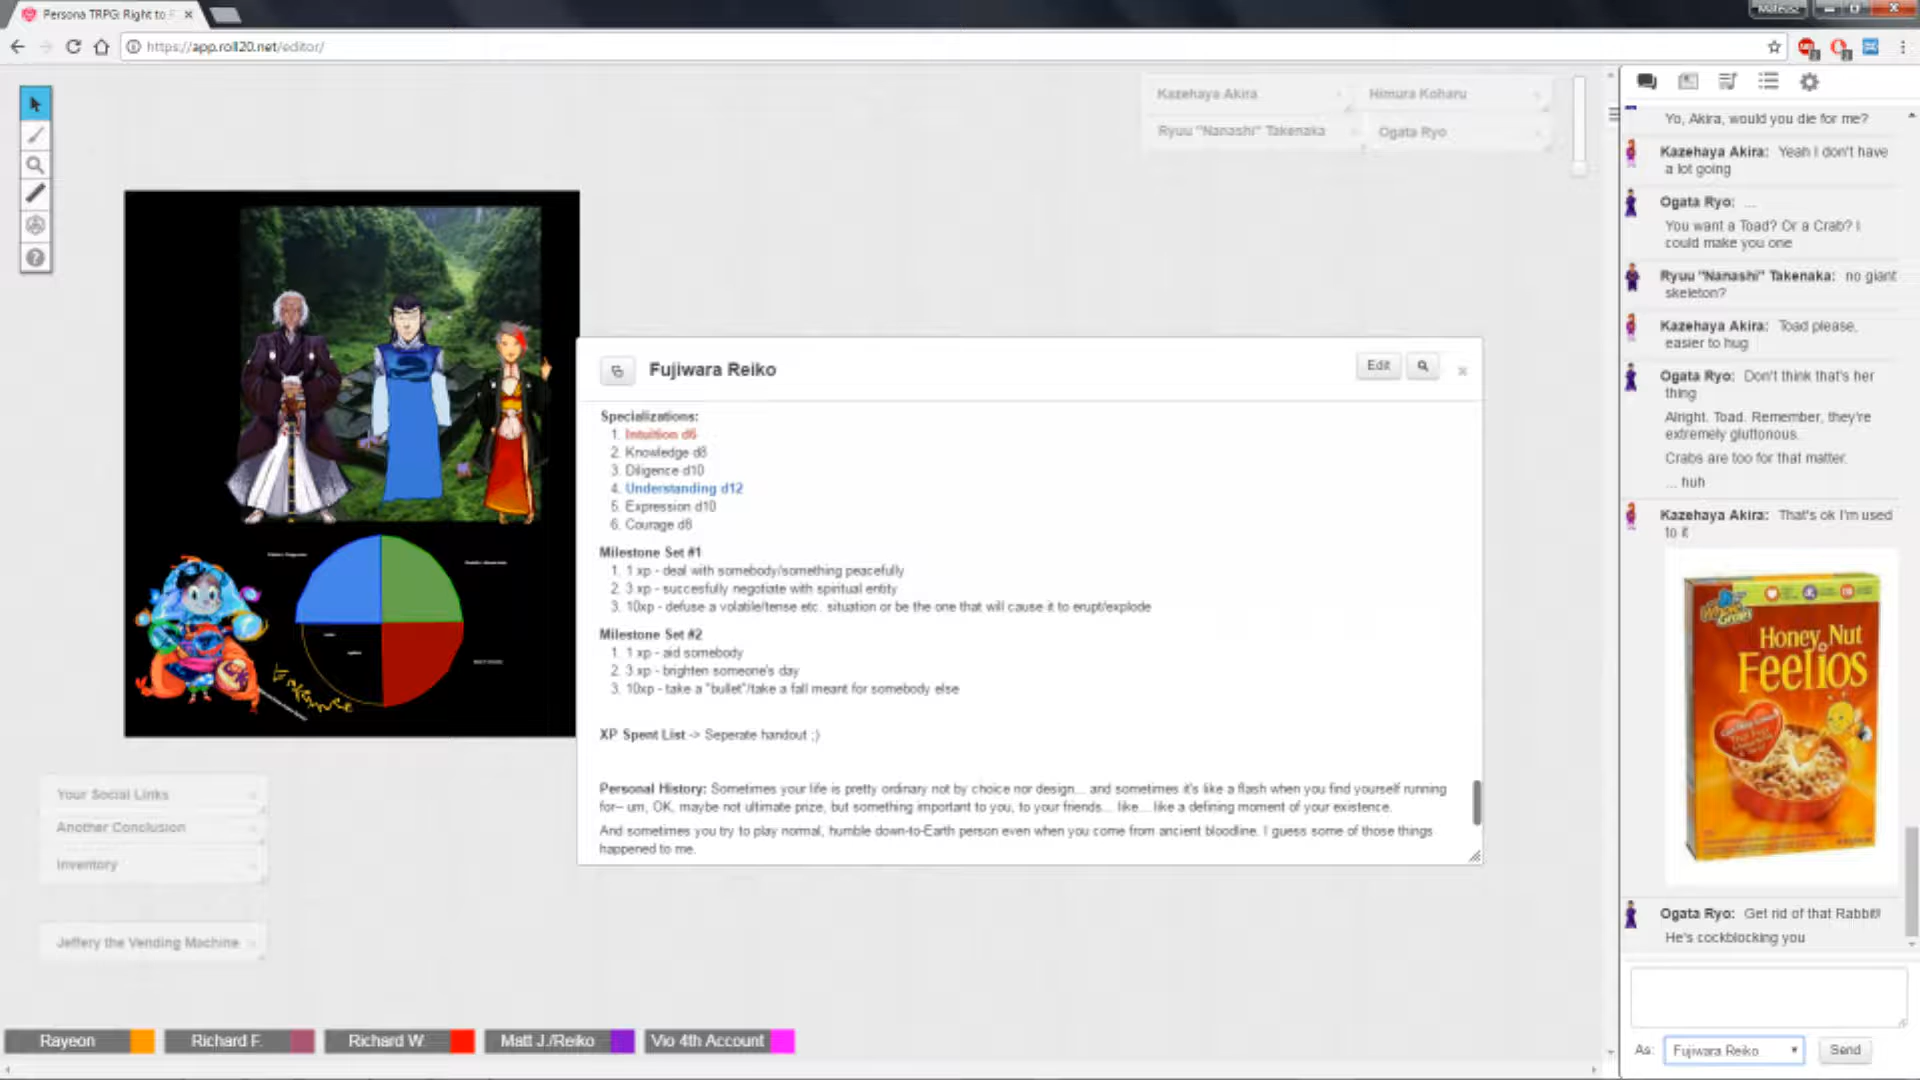 Persona TRPG: Right to F
Mateusz
https://app.roll20.net/editor/
Kazehaya Akira
Himura Koharu
Ryuu "Nanashi" Takenaka
Ogata Ryo
Fujiwara Reiko
Edit
Specializations:
1. Intuition d6
2. Knowledge d8
3. Diligence d10
4. Understanding d12
5. Expression d10
6. Courage d8
Milestone Set #1
1. 1 xp - deal with somebody/something peacefully
2. 3 xp - succesfully negotiate with spiritual entity
3. 10xp - defuse a volatile/tense etc. situation or be the one that will cause it to erupt/explode
Milestone Set #2
1. 1 xp - aid somebody
2. 3 xp - brighten someone's day
3. 10xp - take a "bullet"/take a fall meant for somebody else
XP Spent List -> Seperate handout ;)
Personal History: Sometimes your life is pretty ordinary not by choice nor design... and sometimes it's like a flash when you find yourself running
for-- um, OK, maybe not ultimate prize, but something important to you, to your friends... like... like a defining moment of your existence.
And sometimes you try to play normal, humble down-to-Earth person even when you come from ancient bloodline. I guess some of those things
happened to me.
Your Social Links
Another Conclusion
Inventory
Jeffery the Vending Machine
Rayeon
Richard F.
Richard W.
Matt J./Reiko
Vio 4th Account
Yo, Akira, would you die for me?
Kazehaya Akira: Yeah I don't have
a lot going
Ogata Ryo: ...
You want a Toad? Or a Crab? I
could make you one
Ryuu "Nanashi" Takenaka: no giant
skeleton?
Kazehaya Akira: Toad please,
easier to hug
Ogata Ryo: Don't think that's her
thing
Alright. Toad. Remember, they're
extremely gluttonous.
Crabs are too for that matter.
... huh
Kazehaya Akira: That's ok I'm used
to it
Whole Grain
Honey Nut
Feelios
Ogata Ryo: Get rid of that Rabbit!
He's cockblocking you
As:
Fujiwara Reiko
Send